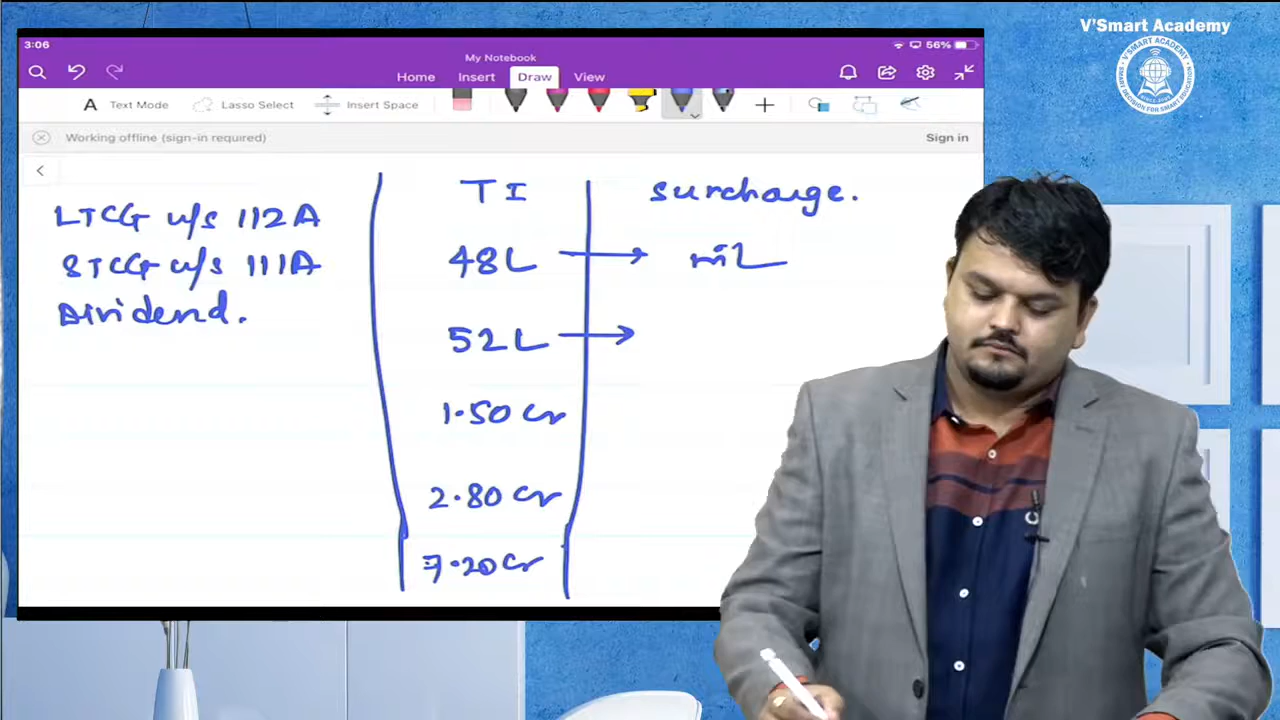 V'Smart Academy
V'SMART ACADEMY
3:06
56%
My Notebook
Home Insert Draw View
A Text Mode Lasso Select Insert Space
Working offline (sign-in required) Sign in
TI surcharge.
LTCG u/s 112A
STCG u/s 111A
Dividend.
48L → nil
52L →
1.50 Cr
2.80 Cr
7.20 Cr